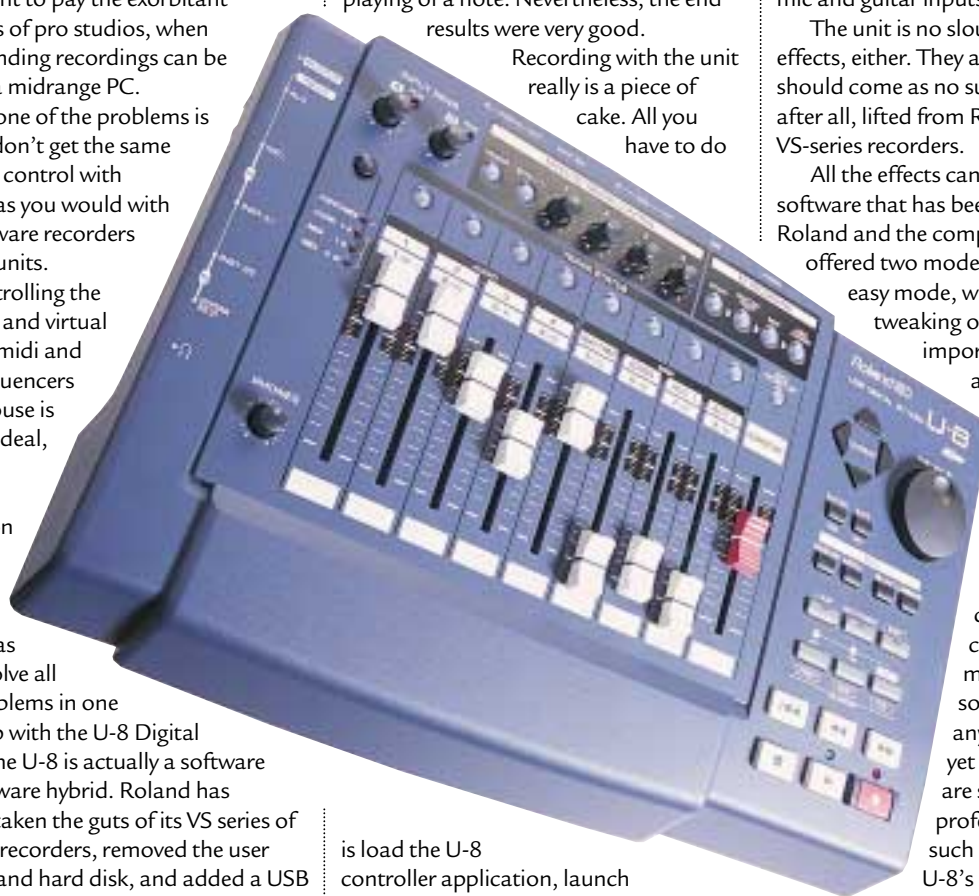 nt to pay the exorbitant
s of pro studios, when
nding recordings can be
a midrange PC.
one of the problems is
don't get the same
control with
as you would with
ware recorders
units.
trolling the
and virtual
midi and
uencers
ouse is
deal,
n
as
lve all
blems in one
p with the U-8 Digital
he U-8 is actually a software
ware hybrid. Roland has
taken the guts of its VS series of
recorders, removed the user
and hard disk, and added a USB
playing of a note. Nevertheless, the end
results were very good.
Recording with the unit
really is a piece of
cake. All you
have to do
is load the U-8
controller application, launch
mic and guitar inputs
The unit is no slou
effects, either. They a
should come as no su
after all, lifted from R
VS-series recorders.
All the effects can
software that has bee
Roland and the comp
offered two mode
easy mode, w
tweaking o
impor
a
c
c
m
so
any
yet
are s
profe
such
U-8's
Roland ED
U-8